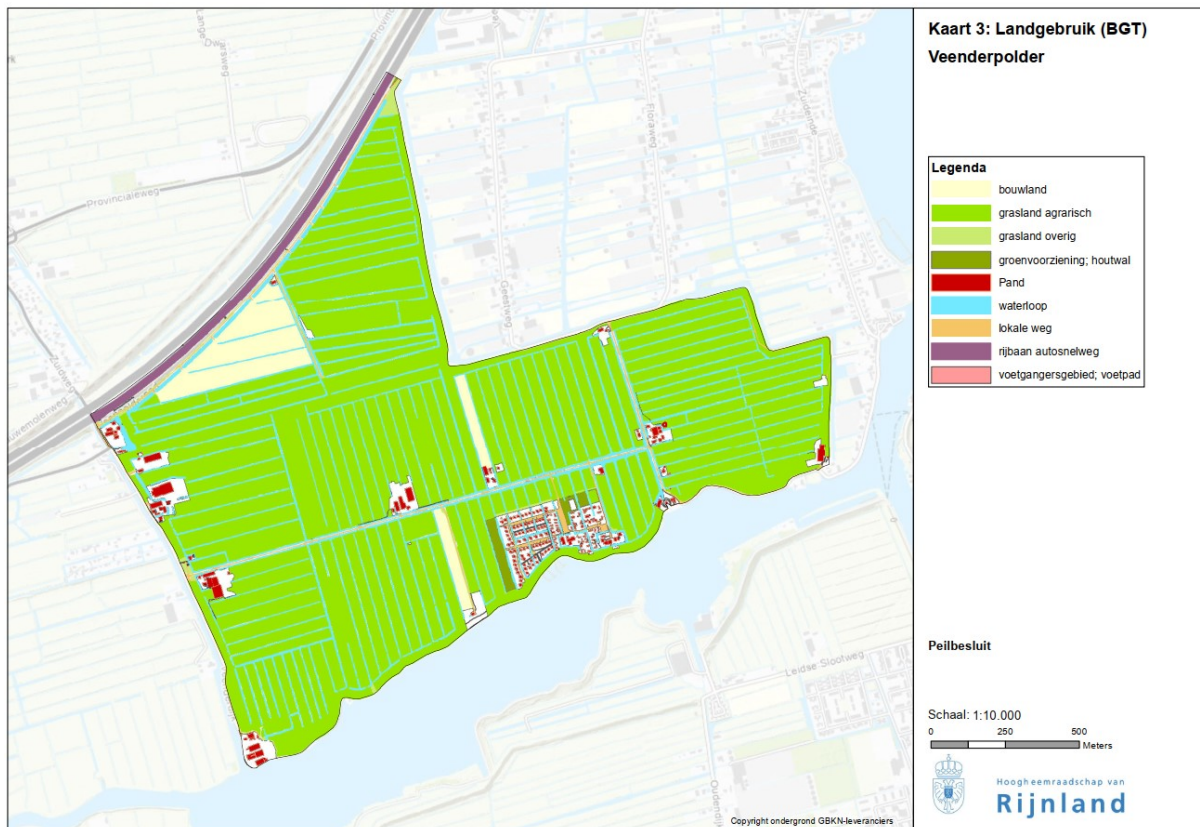 Kaart 3: Landgebruik (BGT)
Veenderpolder
Legenda
bouwland
grasland agrarisch
grasland overig
groenvoorziening; houtwal
Pand
waterloop
lokale weg
rijbaan autosnelweg
voetgangersgebied; voetpad
Peilbesluit
Schaal: 1:10.000
0 250 500
Meters
Hoogheemraadschap van
Rijnland
Provincialeweg
Zuidweg
Geestweg
Floraweg
Zuideinde
Leidse Slootweg
Copyright ondergrond GBKN-leveranciers